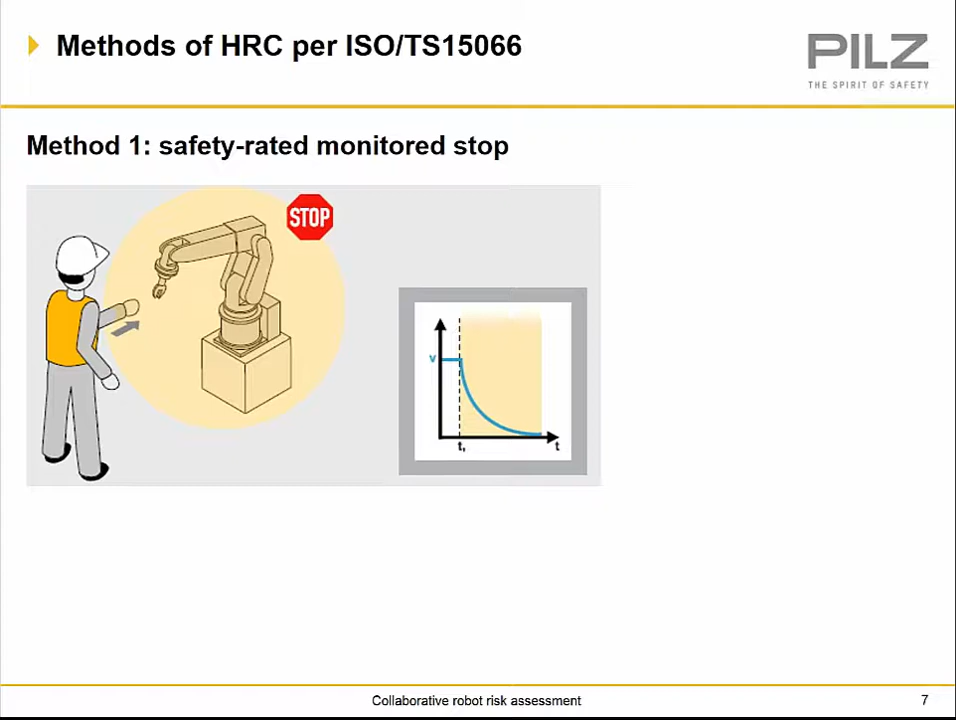 Methods of HRC per ISO/TS15066
PILZ
THE SPIRIT OF SAFETY
Method 1: safety-rated monitored stop
STOP
v
t₁
t
Collaborative robot risk assessment
7